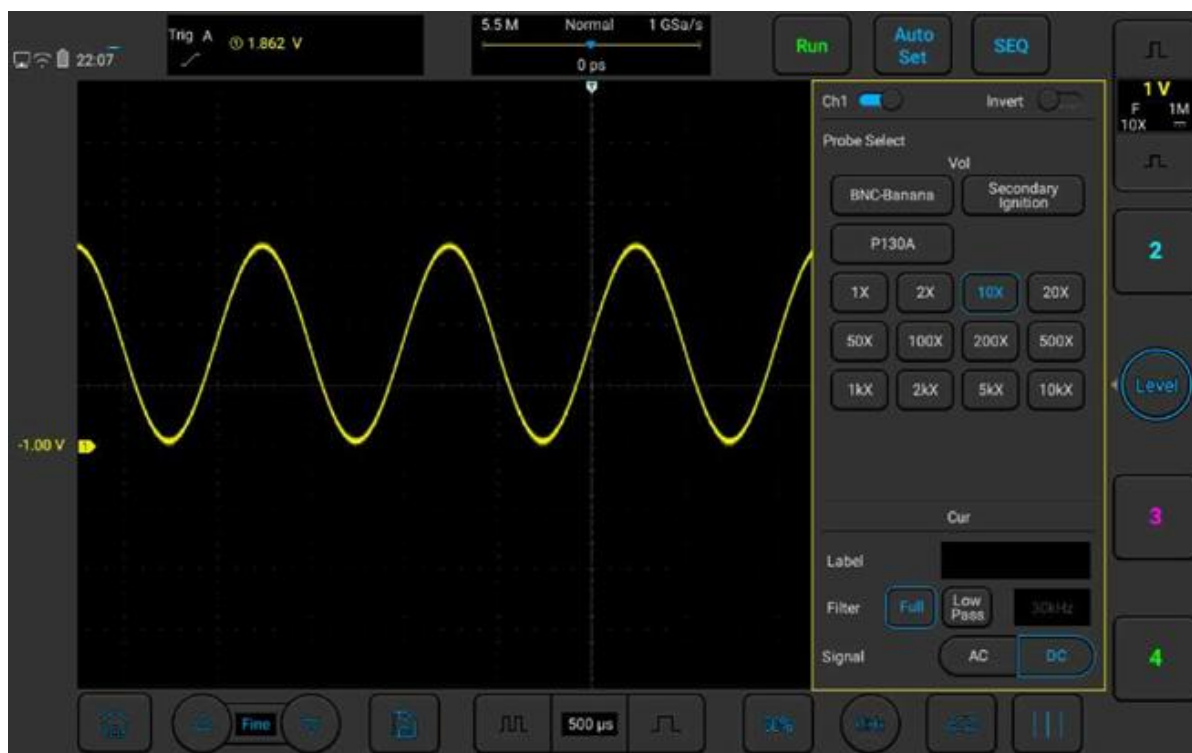 Trig A
① 1.862 V
5.5 M Normal 1 GSa/s
0 ps
Run
Auto
Set
SEQ
22:07
T
Ch1
Invert
1 V
F 1M
10X
Probe Select
Vol
BNC-Banana
Secondary
Ignition
P130A
1X 2X 10X 20X
50X 100X 200X 500X
1kX 2kX 5kX 10kX
2
Level
-1.00 V
1
Cur
3
Label
Filter
Full
Low
Pass
30kHz
Signal
AC
DC
4
Fine
500 µs
50%